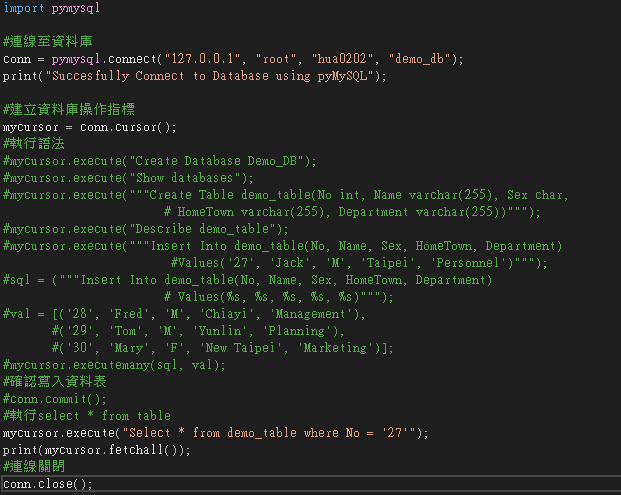 import pymysql
#連線至資料庫
conn = pymysql.connect("127.0.0.1", "root", "hua0202", "demo_db");
print("Succesfully Connect to Database using pyMySQL");
#建立資料庫操作指標
mycursor = conn.cursor();
#執行語法
#mycursor.execute("Create Database Demo_DB");
#mycursor.execute("Show databases");
#mycursor.execute("""Create Table demo_table(No int, Name varchar(255), Sex char,
# HomeTown varchar(255), Department varchar(255))""");
#mycursor.execute("Describe demo_table");
#mycursor.execute("""Insert Into demo_table(No, Name, Sex, HomeTown, Department)
#Values('27', 'Jack', 'M', 'Taipei', 'Personnel')""");
#sql = ("""Insert Into demo_table(No, Name, Sex, HomeTown, Department)
# Values(%s, %s, %s, %s, %s)""");
#val = [('28', 'Fred', 'M', 'Chiayi', 'Management'),
#('29', 'Tom', 'M', 'Yunlin', 'Planning'),
#('30', 'Mary', 'F', 'New Taipei', 'Marketing')];
#mycursor.executemany(sql, val);
#確認寫入資料表
#conn.commit();
#執行select * from table
mycursor.execute("Select * from demo_table where No = '27'");
print(mycursor.fetchall());
#連線關閉
conn.close();